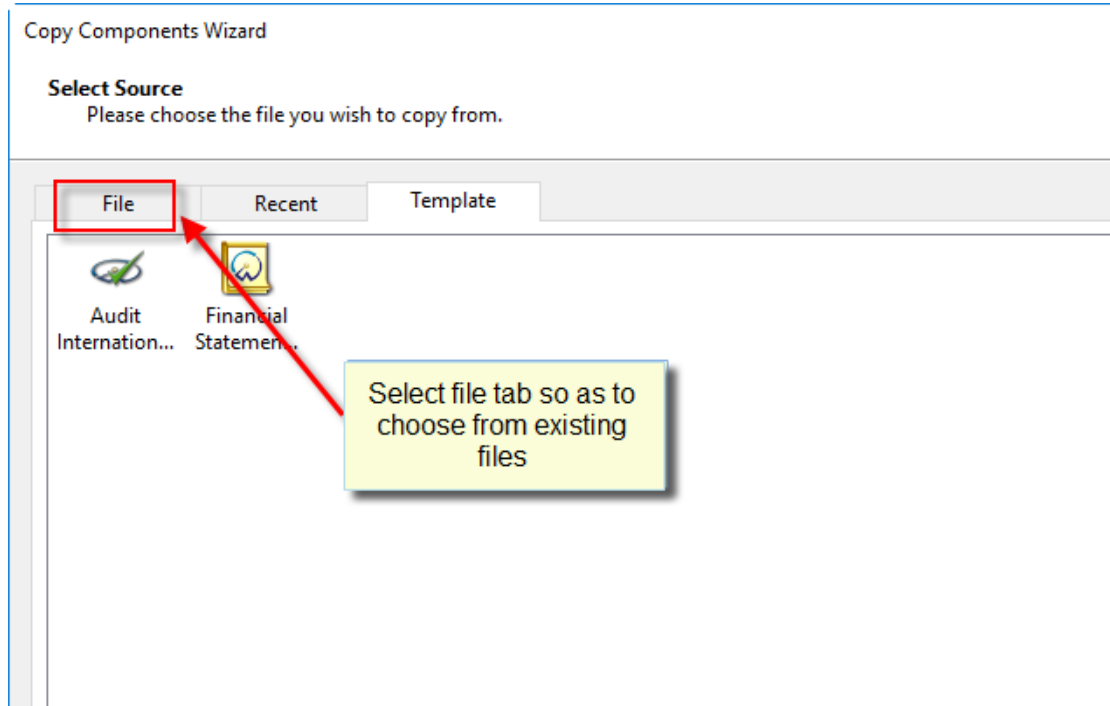 Copy Components Wizard
Select Source
Please choose the file you wish to copy from.
File Recent Template
Audit Financial
Internation... Statemen...
Select file tab so as to
choose from existing
files